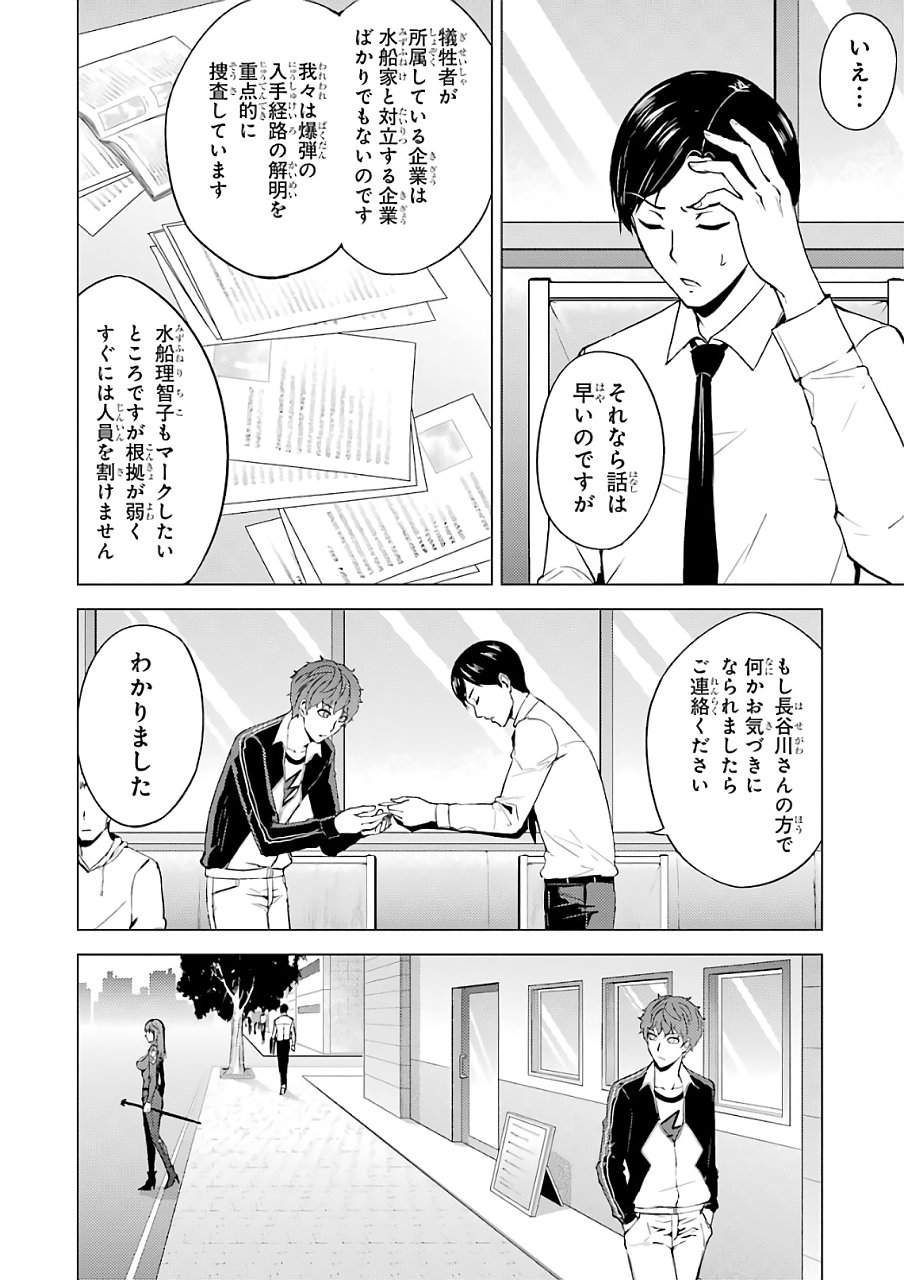 いえ…
それなら話は
早いのですが
犠牲者が
所属している企業は
水船家と対立する企業
ばかりでもないのです
我々は爆弾の
入手経路の解明を
重点的に
捜査しています
水船理智子もマークしたい
ところですが根拠が弱く
すぐには人員を割けません
もし長谷川さんの方で
何かお気づきに
なられましたら
ご連絡ください
わかりました